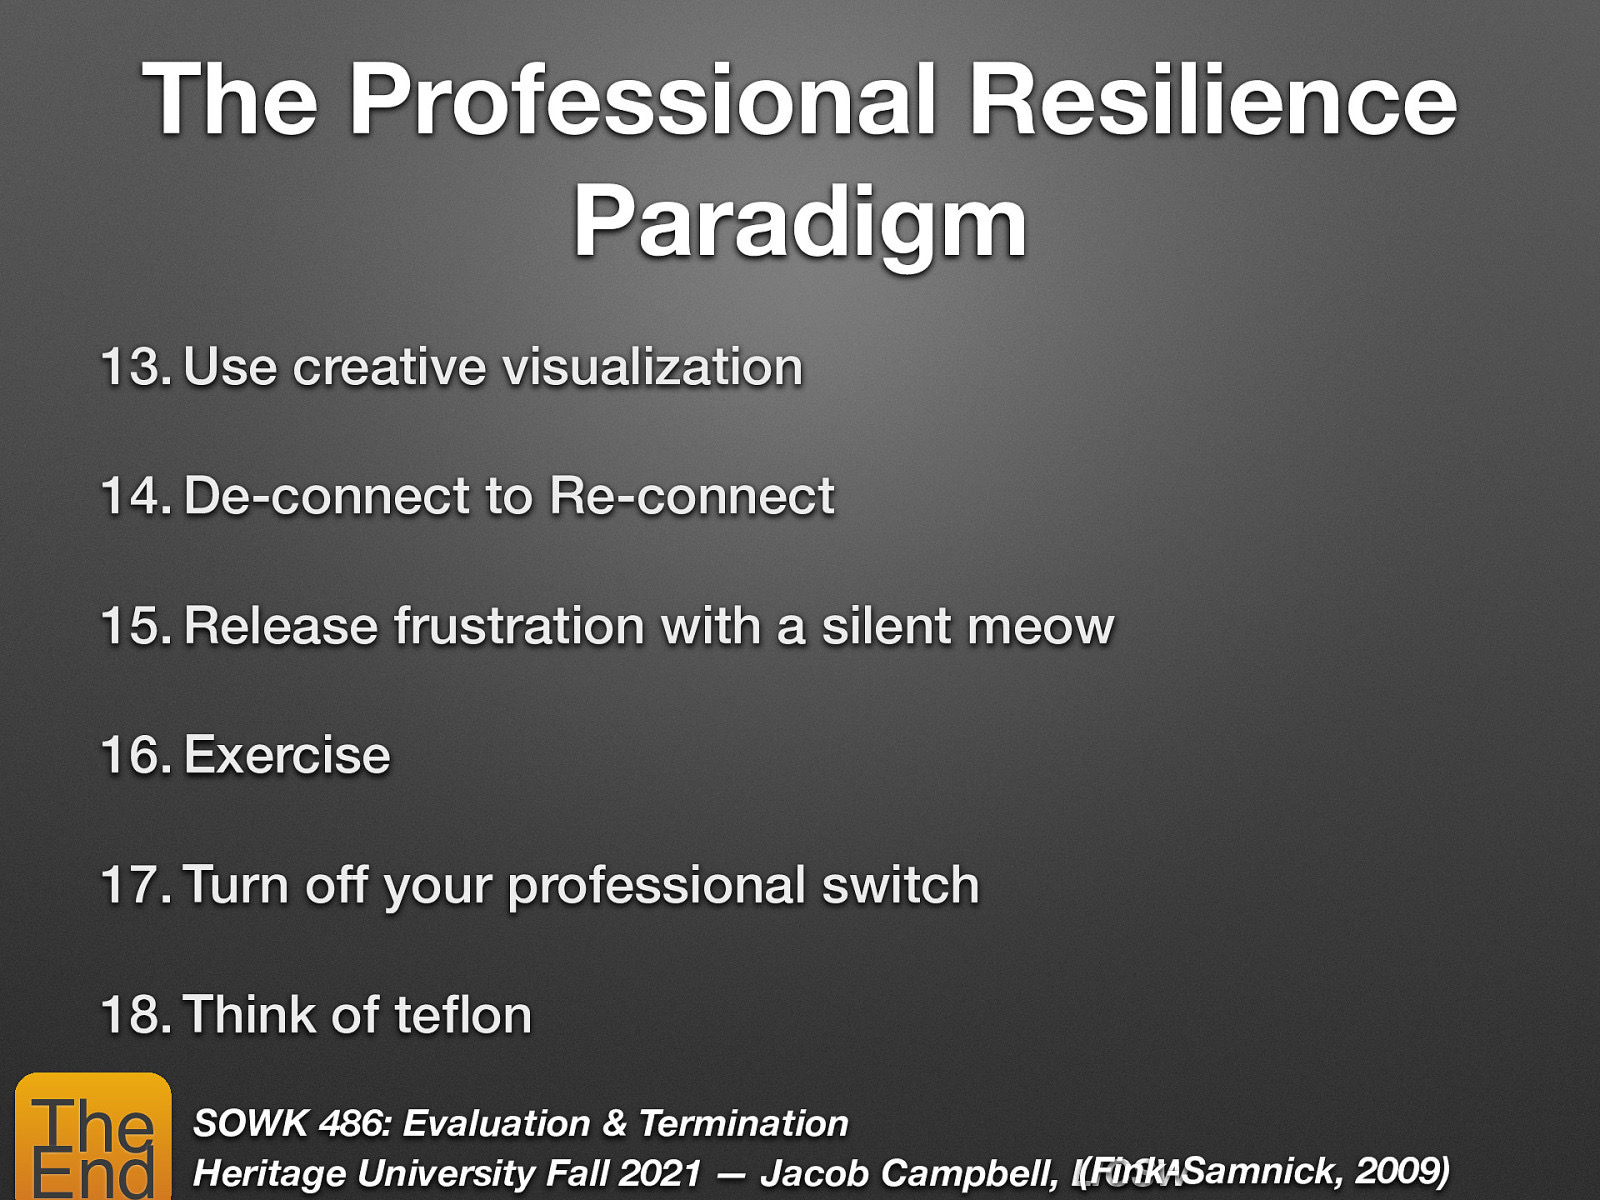 The Professional Resilience
Paradigm
13. Use creative visualization
14. De-connect to Re-connect
15. Release frustration with a silent meow
16. Exercise
17. Turn off your professional switch
18. Think of teflon
The
End
SOWK 486: Evaluation & Termination
Heritage University Fall 2021 — Jacob Campbell, LICSW
(Fink-Samnick, 2009)